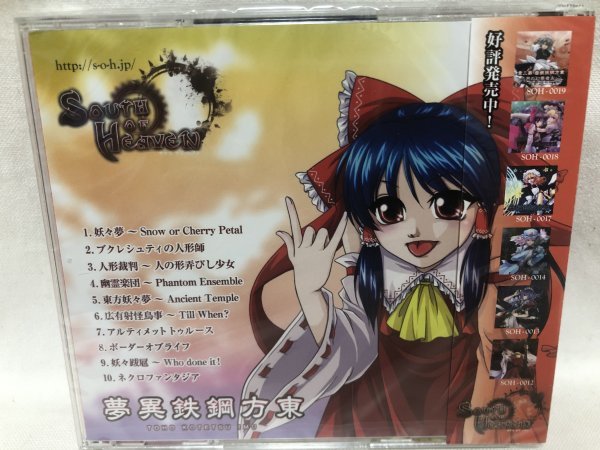 http://s-o-h.jp/
SOUTH
OF
HEAVEN
1. 妖々夢 ～ Snow or Cherry Petal
2. ブクレシュティの人形師
3. 人形裁判 ～ 人の形弄びし少女
4. 幽霊楽団 ～ Phantom Ensemble
5. 東方妖々夢 ～ Ancient Temple
6. 広有射怪鳥事 ～ Till When?
7. アルティメットトゥルース
8. ボーダーオブライフ
9. 妖々跋扈 ～ Who done it!
10. ネクロファンタジア
夢異鉄鋼方東
TOHO KOTETSU IMU
好評発売中!
SOH-0019
SOH-0018
SOH-0017
SOH-0014
SOH-0013
SOH-0012
SOUTH
OF
HEAVEN